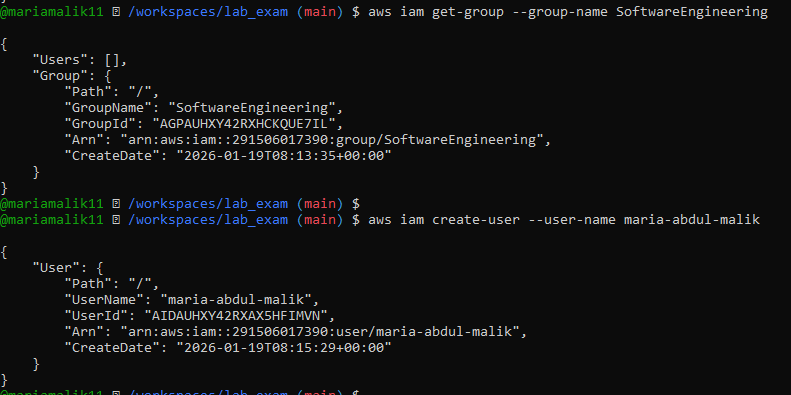 @mariamalik11 /workspaces/lab_exam (main) $ aws iam get-group --group-name SoftwareEngineering
{
    "Users": [],
    "Group": {
        "Path": "/",
        "GroupName": "SoftwareEngineering",
        "GroupId": "AGPAUHXY42RXHCKQUE7IL",
        "Arn": "arn:aws:iam::291506017390:group/SoftwareEngineering",
        "CreateDate": "2026-01-19T08:13:35+00:00"
    }
}
@mariamalik11 /workspaces/lab_exam (main) $
@mariamalik11 /workspaces/lab_exam (main) $ aws iam create-user --user-name maria-abdul-malik
{
    "User": {
        "Path": "/",
        "UserName": "maria-abdul-malik",
        "UserId": "AIDAUHXY42RXAX5HFIMVN",
        "Arn": "arn:aws:iam::291506017390:user/maria-abdul-malik",
        "CreateDate": "2026-01-19T08:15:29+00:00"
    }
}
@mariamalik11 /workspaces/lab_exam (main) $